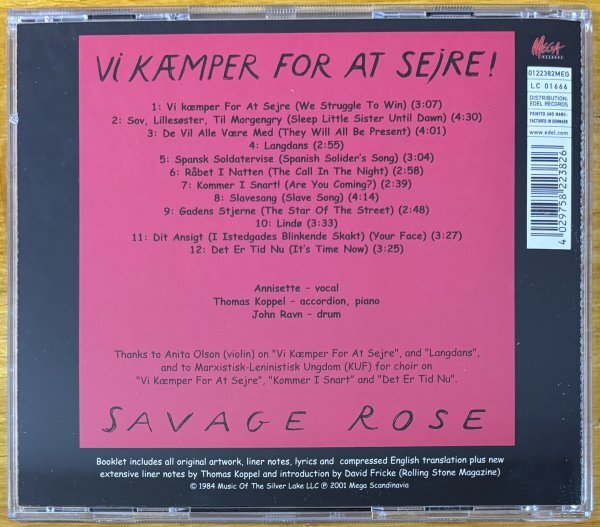 Vi KÆMPER FOR AT SEJRE!
MEGA
RECORDS
0122382MEG
LC 01666
DISTRIBUTION:
EDEL RECORDS
PRINTED AND MANU-
FACTURED IN DENMARK
www.edel.com
4 029758 223826
1: Vi kæmper For At Sejre (We Struggle To Win) (3:07)
2: Sov, Lillesøster, Til Morgengry (Sleep Little Sister Until Dawn) (4:30)
3: De Vil Alle Være Med (They Will All Be Present) (4:01)
4: Langdans (2:55)
5: Spansk Soldatervise (Spanish Solider's Song) (3:04)
6: Råbet I Natten (The Call In The Night) (2:58)
7: Kommer I Snart! (Are You Coming?) (2:39)
8: Slavesang (Slave Song) (4:14)
9: Gadens Stjerne (The Star Of The Street) (2:48)
10: Lindø (3:33)
11: Dit Ansigt (I Istedgades Blinkende Skakt) (Your Face) (3:27)
12: Det Er Tid Nu (It's Time Now) (3:25)
Annisette - vocal
Thomas Koppel - accordion, piano
John Ravn - drum
Thanks to Anita Olson (violin) on "Vi Kæmper For At Sejre", and "Langdans",
and to Marxistisk-Leninistisk Ungdom (KUF) for choir on
"Vi Kæmper For At Sejre", "Kommer I Snart" and "Det Er Tid Nu".
SAVAGE ROSE
Booklet includes all original artwork, liner notes, lyrics and compressed English translation plus new
extensive liner notes by Thomas Koppel and introduction by David Fricke (Rolling Stone Magazine)
© 1984 Music Of The Silver Lake LLC ℗ 2001 Mega Scandinavia